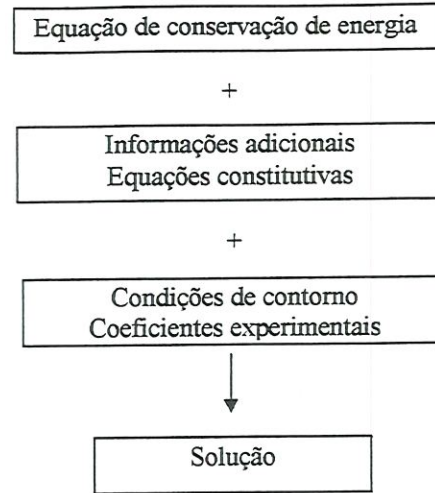 Equação de conservação de energia
+
Informações adicionais
Equações constitutivas
+
Condições de contorno
Coeficientes experimentais
Solução